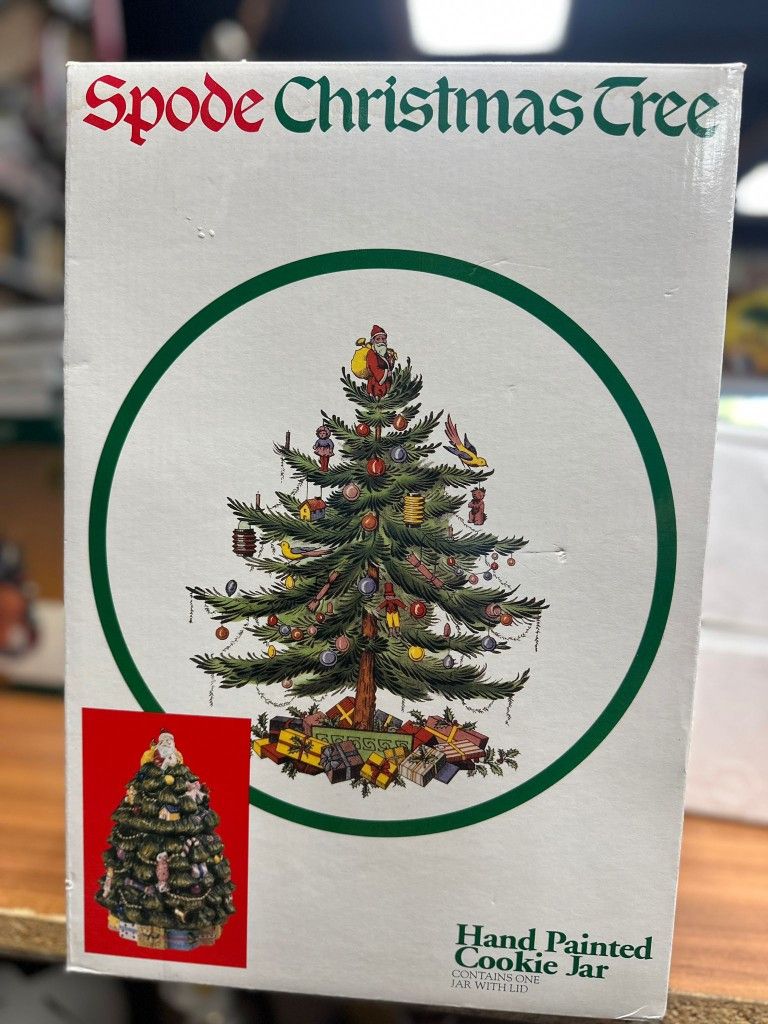 Spode Christmas Tree
Hand Painted
Cookie Jar
CONTAINS ONE
JAR WITH LID